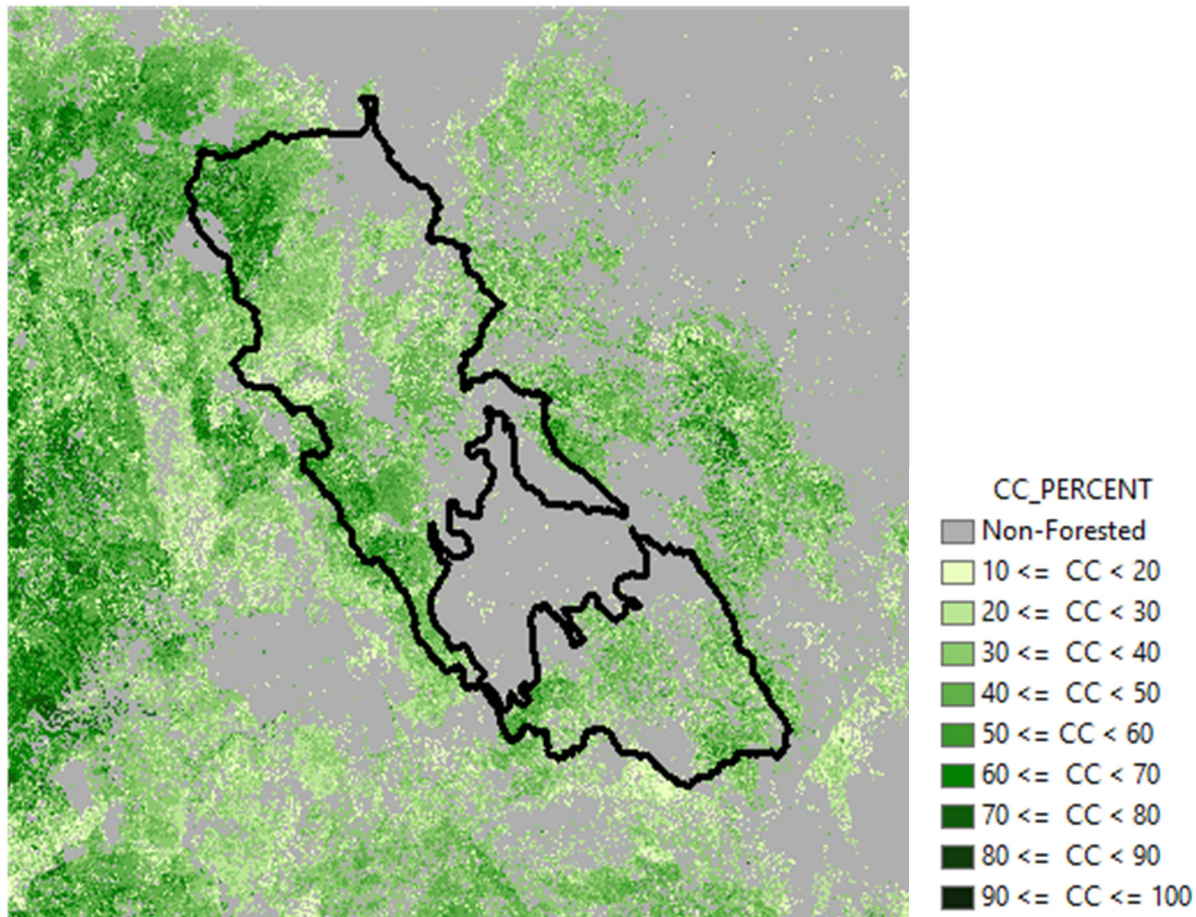 CC_PERCENT
Non-Forested
10 <= CC < 20
20 <= CC < 30
30 <= CC < 40
40 <= CC < 50
50 <= CC < 60
60 <= CC < 70
70 <= CC < 80
80 <= CC < 90
90 <= CC <= 100